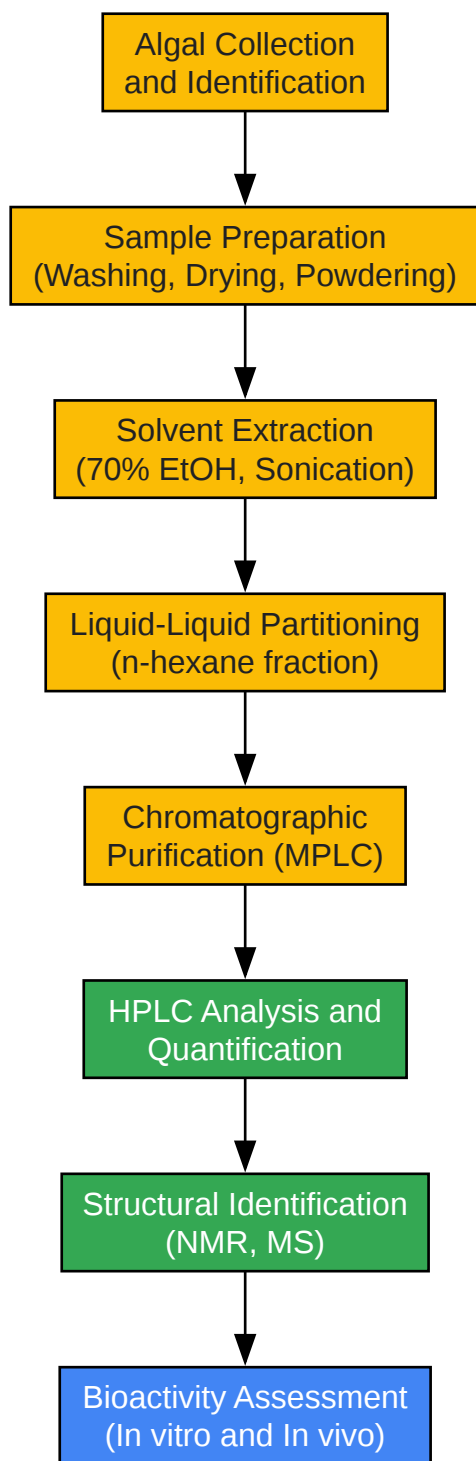 Algal Collection
and Identification
Sample Preparation
(Washing, Drying, Powdering)
Solvent Extraction
(70% EtOH, Sonication)
Liquid-Liquid Partitioning
(n-hexane fraction)
Chromatographic
Purification (MPLC)
HPLC Analysis and
Quantification
Structural Identification
(NMR, MS)
Bioactivity Assessment
(In vitro and In vivo)